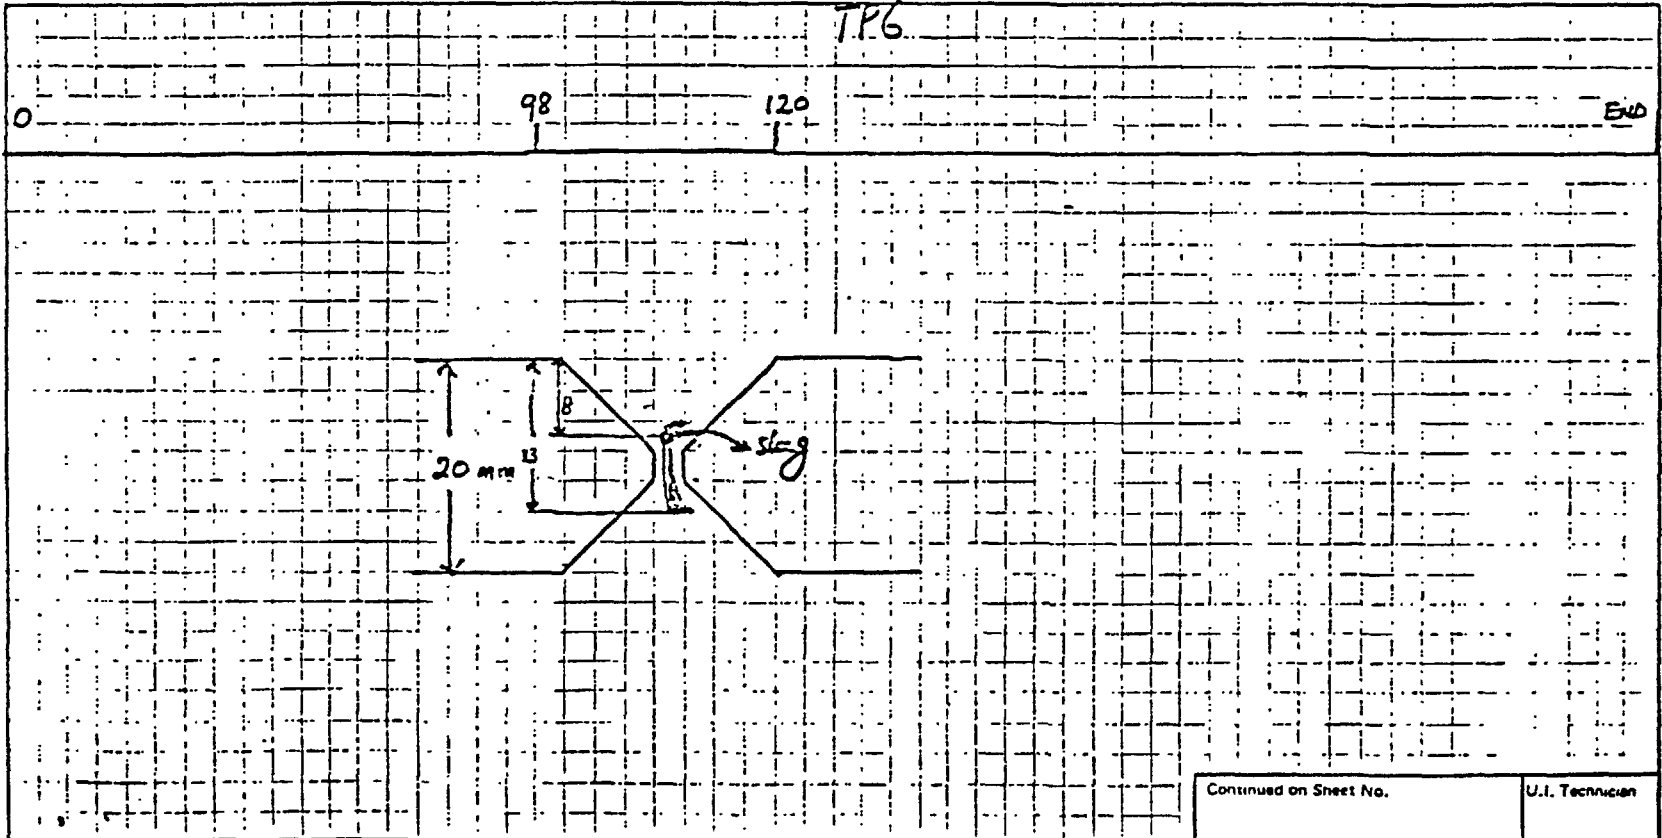 TP6
0 98 120 END
8
13
20 mm
slag
Continued on Sheet No. U.I. Technician